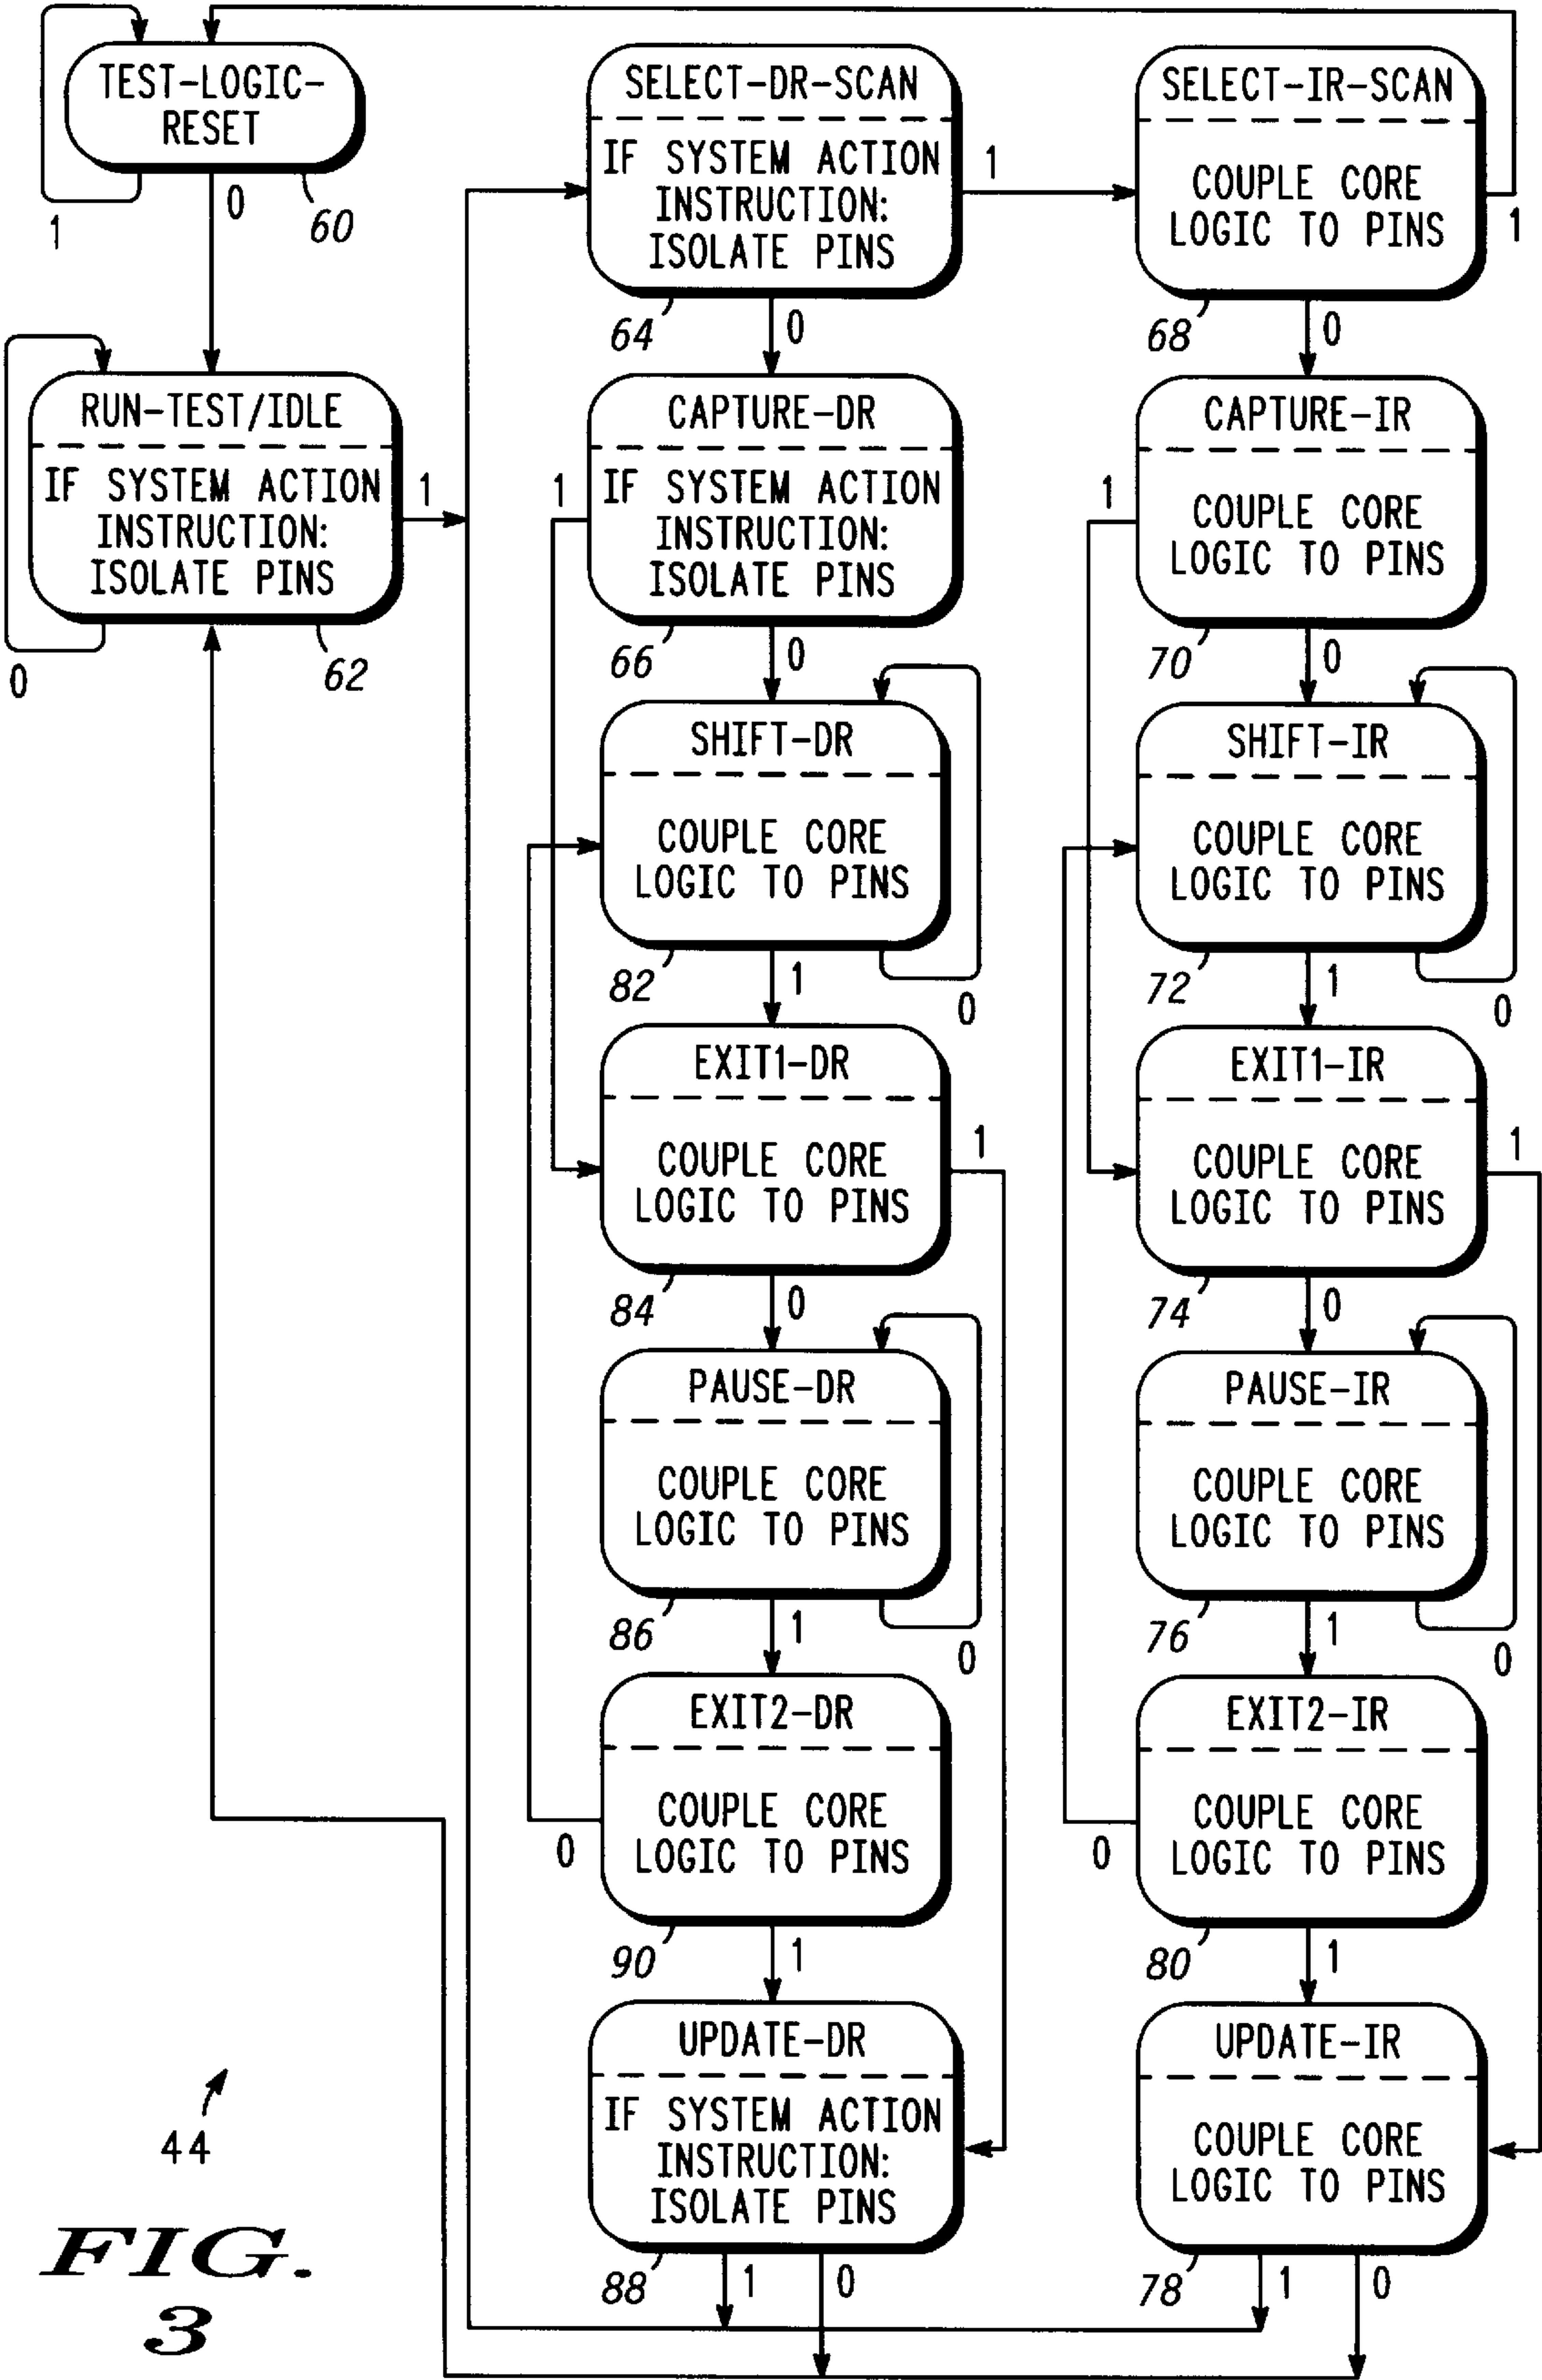 TEST-LOGIC-
RESET
1
0
60
RUN-TEST/IDLE
IF SYSTEM ACTION
INSTRUCTION:
ISOLATE PINS
1
0
62
SELECT-DR-SCAN
IF SYSTEM ACTION
INSTRUCTION:
ISOLATE PINS
1
64
0
CAPTURE-DR
1
IF SYSTEM ACTION
INSTRUCTION:
ISOLATE PINS
66
0
SHIFT-DR
COUPLE CORE
LOGIC TO PINS
82
1
0
EXIT1-DR
COUPLE CORE
LOGIC TO PINS
1
84
0
PAUSE-DR
COUPLE CORE
LOGIC TO PINS
86
1
0
EXIT2-DR
COUPLE CORE
LOGIC TO PINS
0
90
1
UPDATE-DR
IF SYSTEM ACTION
INSTRUCTION:
ISOLATE PINS
88
1
0
SELECT-IR-SCAN
COUPLE CORE
LOGIC TO PINS
1
68
0
CAPTURE-IR
1
COUPLE CORE
LOGIC TO PINS
70
0
SHIFT-IR
COUPLE CORE
LOGIC TO PINS
72
1
0
EXIT1-IR
COUPLE CORE
LOGIC TO PINS
1
74
0
PAUSE-IR
COUPLE CORE
LOGIC TO PINS
76
1
0
EXIT2-IR
COUPLE CORE
LOGIC TO PINS
0
80
1
UPDATE-IR
COUPLE CORE
LOGIC TO PINS
78
1
0
44
FIG.
3